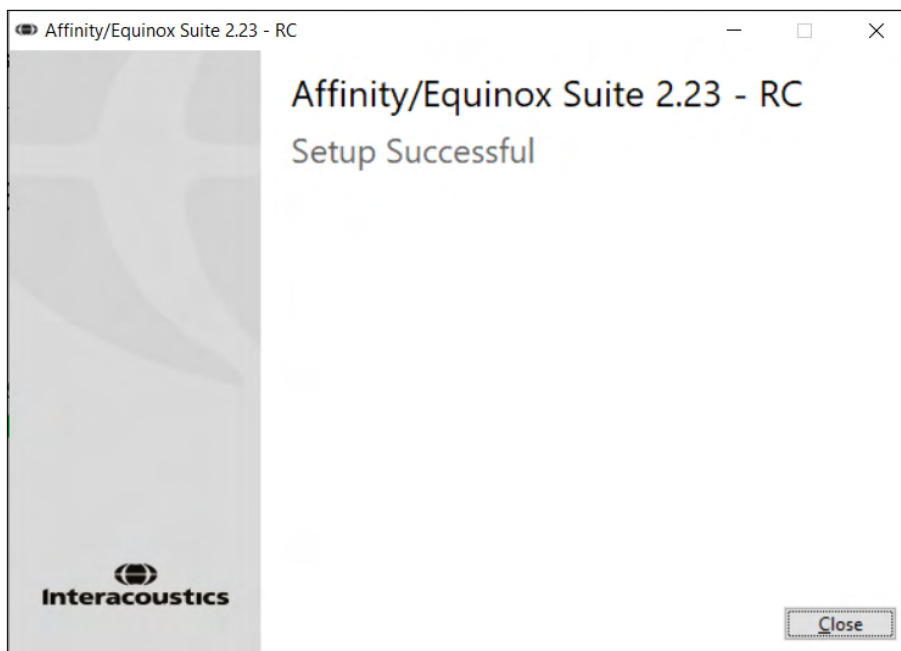 Affinity/Equinox Suite 2.23 - RC
Affinity/Equinox Suite 2.23 - RC
Setup Successful
Interacoustics
Close